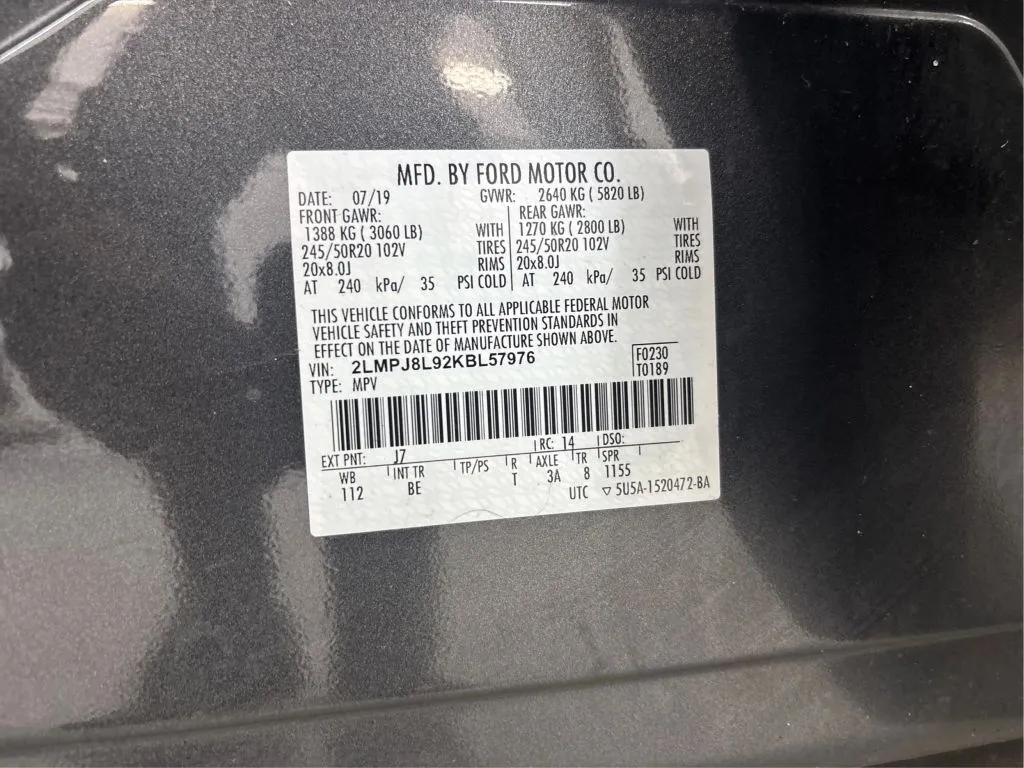 MFD. BY FORD MOTOR CO.
DATE: 07/19 GVWR: 2640 KG ( 5820 LB)
FRONT GAWR: REAR GAWR:
1388 KG ( 3060 LB) WITH 1270 KG ( 2800 LB) WITH
245/50R20 102V TIRES 245/50R20 102V TIRES
20x8.0J RIMS 20x8.0J RIMS
AT 240 kPa/ 35 PSI COLD AT 240 kPa/ 35 PSI COLD
THIS VEHICLE CONFORMS TO ALL APPLICABLE FEDERAL MOTOR
VEHICLE SAFETY AND THEFT PREVENTION STANDARDS IN
EFFECT ON THE DATE OF MANUFACTURE SHOWN ABOVE.
VIN: 2LMPJ8L92KBL57976 F0230
TYPE: MPV T0189
EXT PNT: J7 RC: 14 DSO:
WB INT TR TP/PS R AXLE TR SPR
112 BE T 3A 8 1155
UTC ▽ 5U5A-1520472-BA